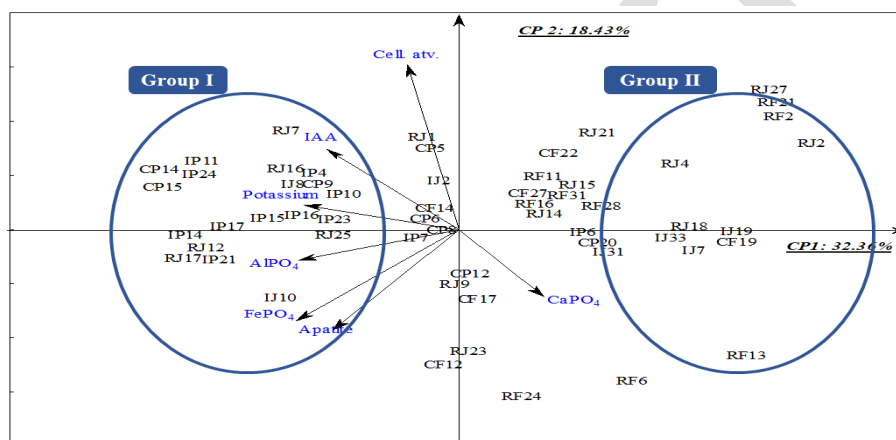 CP 2: 18.43%
Cell. atv.
Group I
Group II
RJ27
RF21
RF2
RJ7
RJ1
RJ21
RJ2
IAA
CP5
CF22
IP11
RJ4
CP14
RJ16
IP4
IP24
RF11
CP15
IJ8
CP9
IJ2
RJ15
Potassium
IP10
CF27
RF31
RF16
RF28
CF14
RJ14
IP15
IP16
IP23
CP6
IP17
CP8
RJ18
IP14
RJ25
IP7
IP6
IJ33
IJ19
CP20
CF19
RJ12
IJ31
IJ7
CP1: 32.36%
RJ17
IP21
AlPO4
CP12
RJ9
IJ10
CF17
CaPO4
FePO4
Apatite
RJ23
RF13
CF12
RF6
RF24